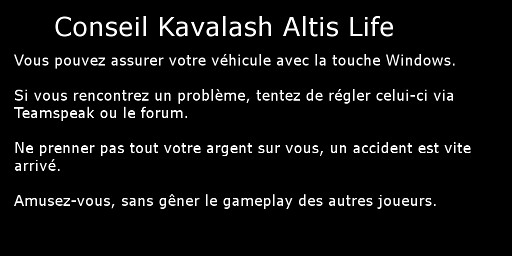 Conseil Kavalash Altis Life
Vous pouvez assurer votre véhicule avec la touche Windows.
Si vous rencontrez un problème, tentez de régler celui-ci via
Teamspeak ou le forum.
Ne prenner pas tout votre argent sur vous, un accident est vite
arrivé.
Amusez-vous, sans gêner le gameplay des autres joueurs.